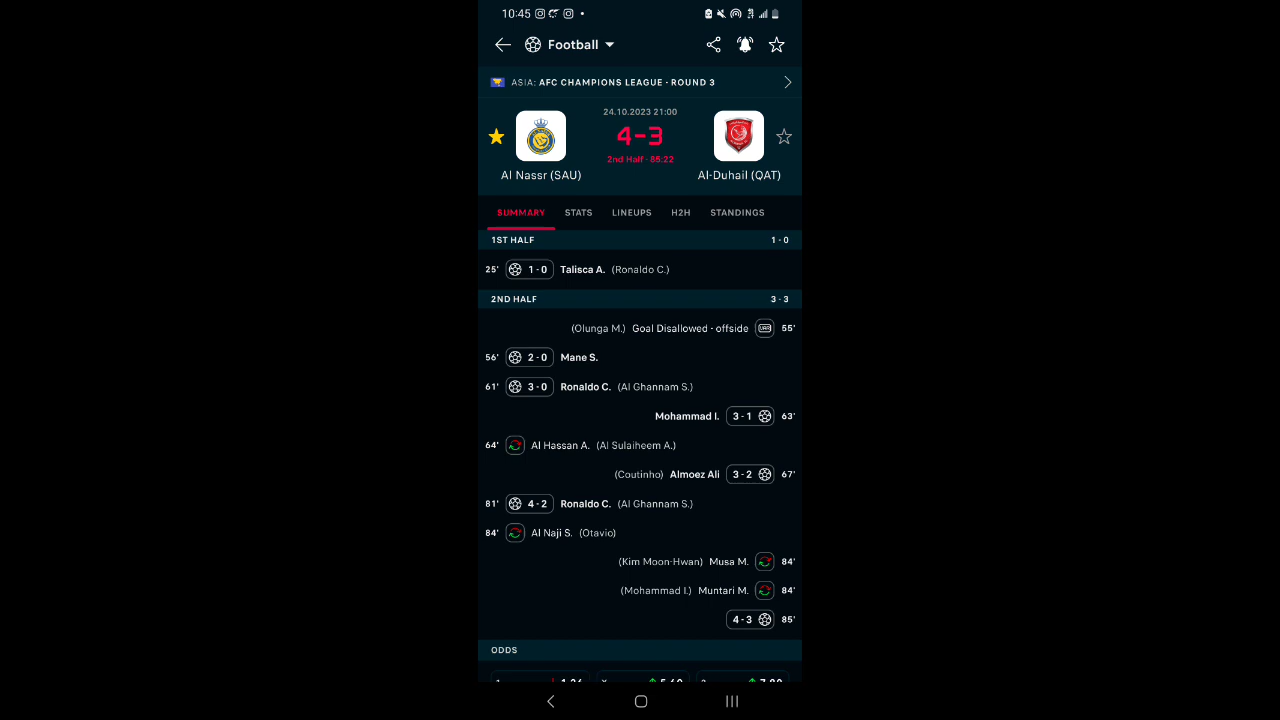 10:45
Football
ASIA: AFC CHAMPIONS LEAGUE - ROUND 3
24.10.2023 21:00
4-3
2nd Half - 85:22
Al Nassr (SAU)
Al-Duhail (QAT)
SUMMARY STATS LINEUPS H2H STANDINGS
1ST HALF 1 - 0
25' 1 - 0 Talisca A. (Ronaldo C.)
2ND HALF 3 - 3
(Olunga M.) Goal Disallowed - offside VAR 55'
56' 2 - 0 Mane S.
61' 3 - 0 Ronaldo C. (Al Ghannam S.)
Mohammad I. 3 - 1 63'
64' Al Hassan A. (Al Sulaiheem A.)
(Coutinho) Almoez Ali 3 - 2 67'
81' 4 - 2 Ronaldo C. (Al Ghannam S.)
84' Al Naji S. (Otavio)
(Kim Moon-Hwan) Musa M. 84'
(Mohammad I.) Muntari M. 84'
4 - 3 85'
ODDS